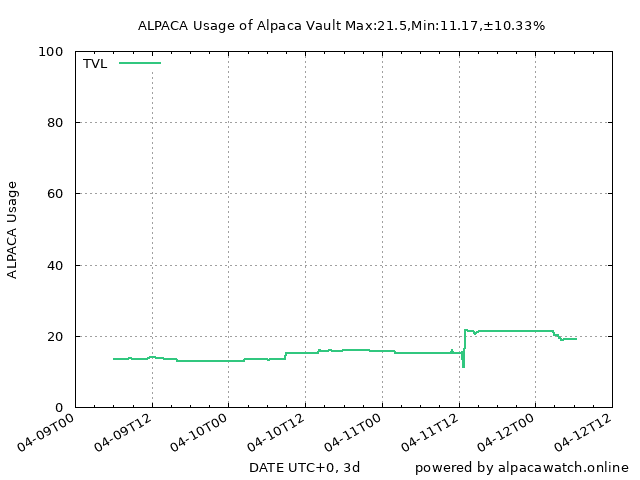 ALPACA Usage of Alpaca Vault Max:21.5,Min:11.17,±10.33%
100
TVL
80
60
ALPACA Usage
40
20
0
04-09T00
04-09T12
04-10T00
04-10T12
04-11T00
04-11T12
04-12T00
04-12T12
DATE UTC+0, 3d
powered by alpacawatch.online